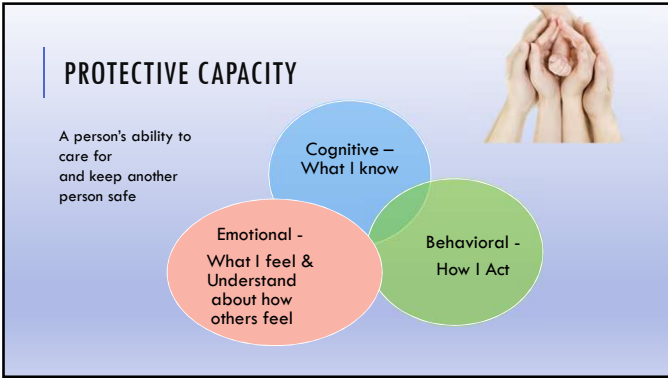 PROTECTIVE CAPACITY
A person's ability to
care for
and keep another
person safe
Cognitive –
What I know
Emotional -
What I feel &
Understand
about how
others feel
Behavioral -
How I Act